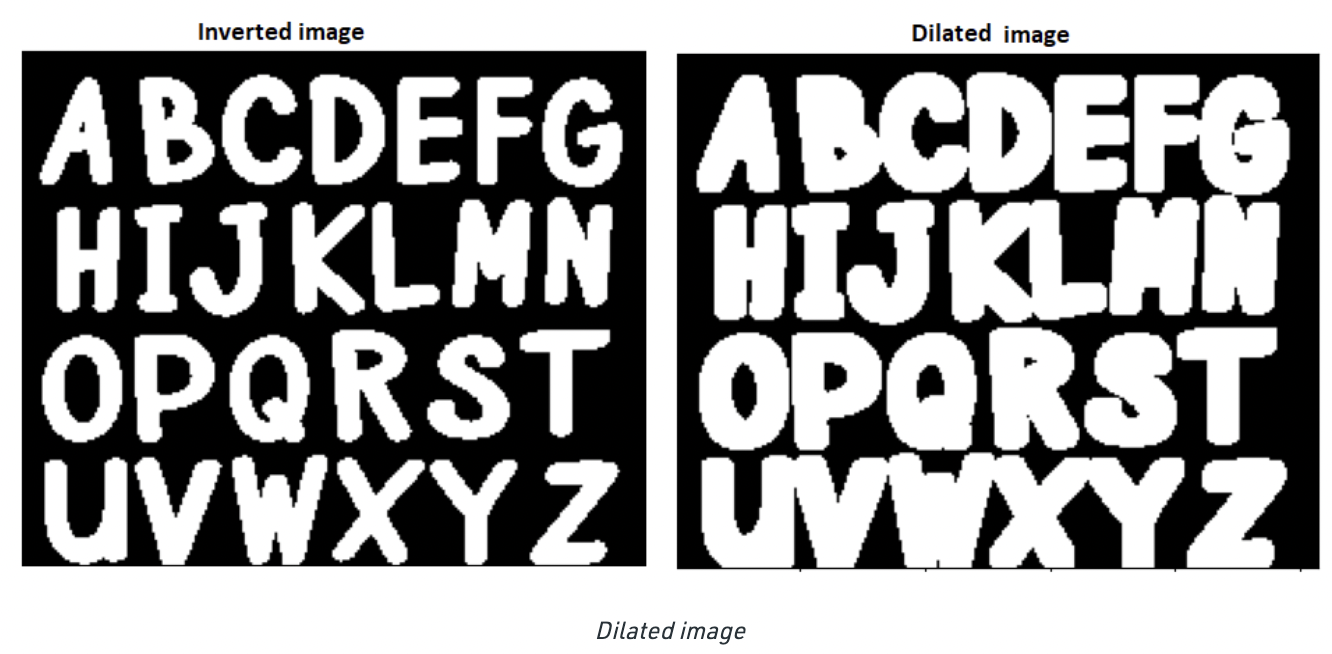 Inverted image
ABCDEFG
HIJKLMN
OPQRST
UVWXYZ
Dilated image
ABCDEFG
HIJKLMN
OPQRST
UVWXYZ
Dilated image